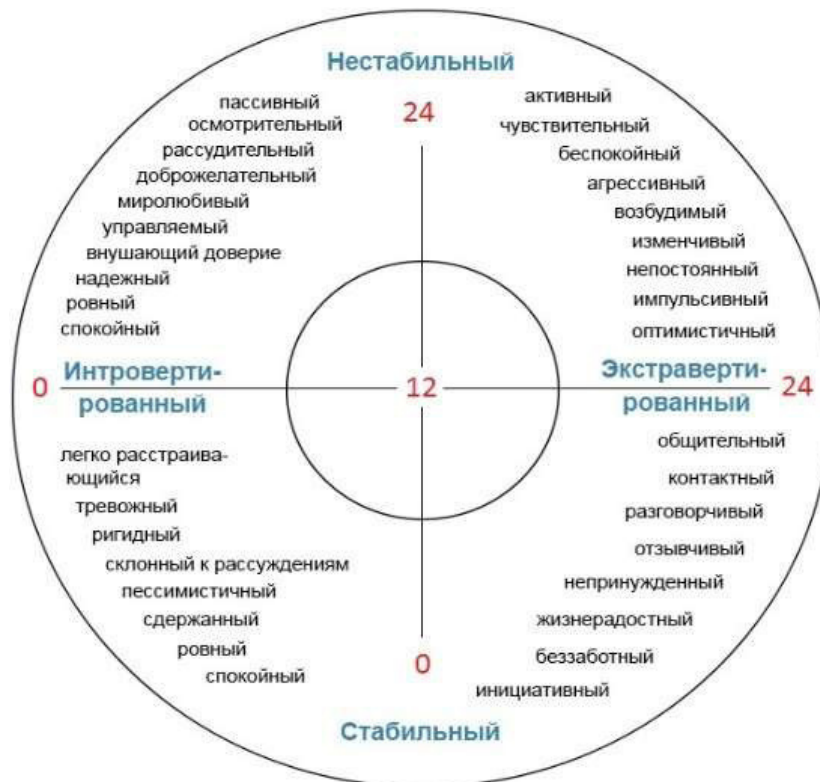 Нестабильный
24
пассивный
осмотрительный
рассудительный
доброжелательный
миролюбивый
управляемый
внушающий доверие
надежный
ровный
спокойный
активный
чувствительный
беспокойный
агрессивный
возбудимый
изменчивый
непостоянный
импульсивный
оптимистичный
0
Интроверти-
рованный
12
Экстраверти-
рованный
24
легко расстраива-
ющийся
тревожный
ригидный
склонный к рассуждениям
пессимистичный
сдержанный
ровный
спокойный
общительный
контактный
разговорчивый
отзывчивый
непринужденный
жизнерадостный
беззаботный
инициативный
0
Стабильный